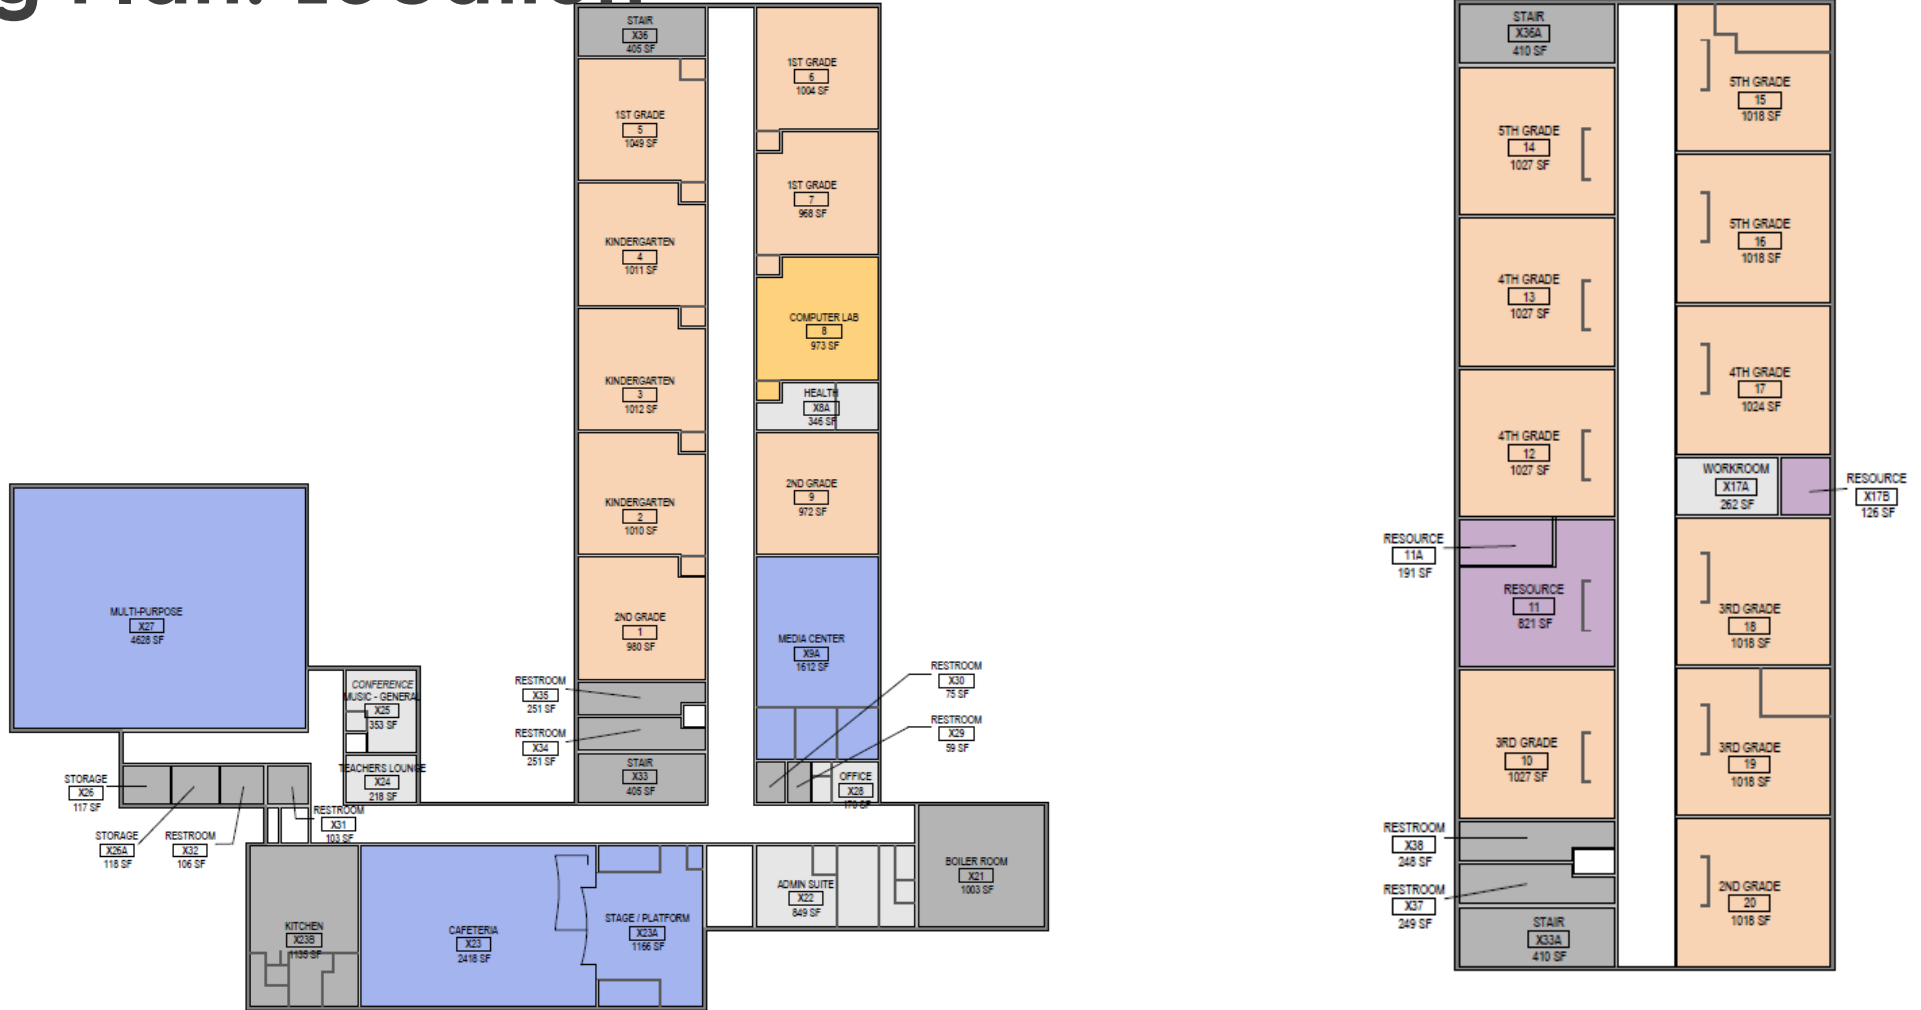 STAIR
X36
405 SF
1ST GRADE
6
1004 SF
1ST GRADE
5
1049 SF
1ST GRADE
7
968 SF
KINDERGARTEN
4
1011 SF
COMPUTER LAB
8
973 SF
KINDERGARTEN
3
1012 SF
HEALTH
X8A
346 SF
KINDERGARTEN
2
1010 SF
2ND GRADE
9
972 SF
2ND GRADE
1
980 SF
MEDIA CENTER
X9A
1612 SF
MULTI-PURPOSE
X27
4628 SF
CONFERENCE
MUSIC - GENERAL
X25
353 SF
TEACHERS LOUNGE
X24
218 SF
RESTROOM
X35
251 SF
RESTROOM
X34
251 SF
STAIR
X33
405 SF
RESTROOM
X30
75 SF
RESTROOM
X29
59 SF
OFFICE
X28
170 SF
STORAGE
X26
117 SF
STORAGE
X26A
118 SF
RESTROOM
X32
106 SF
RESTROOM
X31
103 SF
KITCHEN
X23B
1135 SF
CAFETERIA
X23
2418 SF
STAGE / PLATFORM
X23A
1166 SF
ADMIN SUITE
X22
849 SF
BOILER ROOM
X21
1003 SF
STAIR
X36A
410 SF
5TH GRADE
15
1018 SF
5TH GRADE
14
1027 SF
5TH GRADE
16
1018 SF
4TH GRADE
13
1027 SF
4TH GRADE
17
1024 SF
4TH GRADE
12
1027 SF
WORKROOM
X17A
262 SF
RESOURCE
X17B
126 SF
RESOURCE
11A
191 SF
RESOURCE
11
821 SF
3RD GRADE
18
1018 SF
3RD GRADE
10
1027 SF
3RD GRADE
19
1018 SF
RESTROOM
X38
248 SF
RESTROOM
X37
249 SF
2ND GRADE
20
1018 SF
STAIR
X33A
410 SF